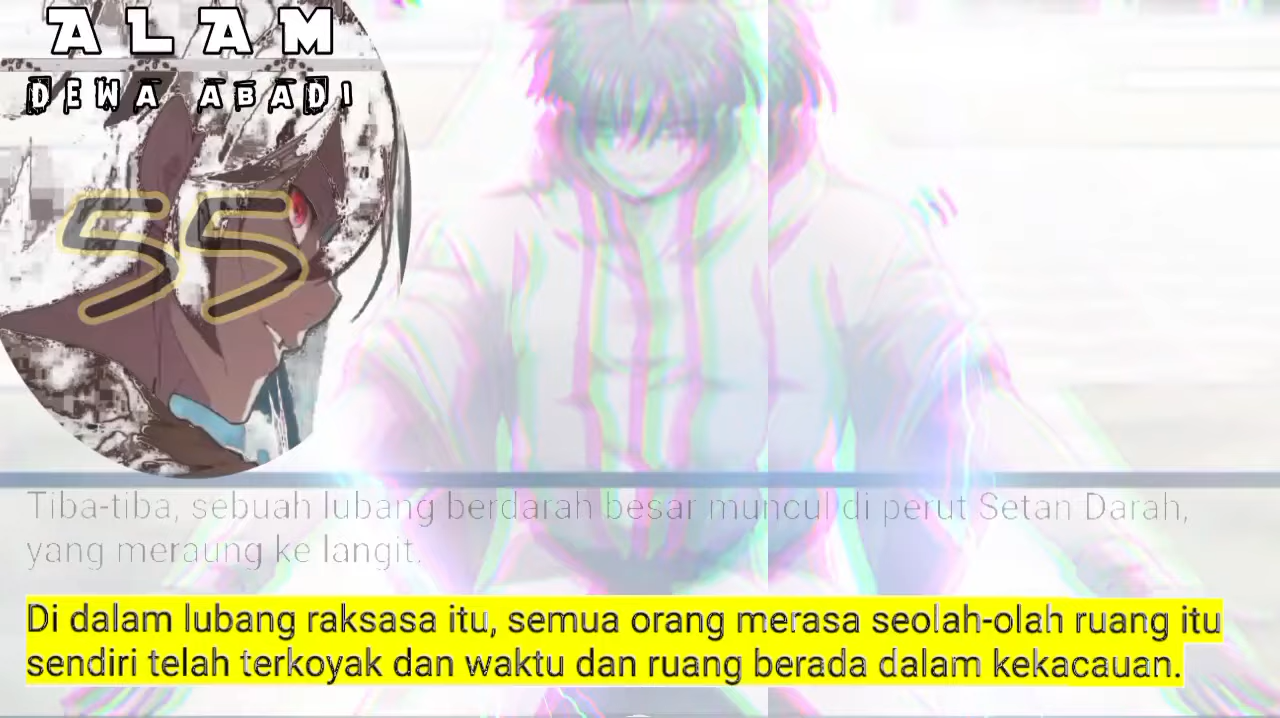 ALAM
DEWA ABADI
55
Tiba-tiba, sebuah lubang berdarah besar muncul di perut Setan Darah,
yang meraung ke langit.
Di dalam lubang raksasa itu, semua orang merasa seolah-olah ruang itu
sendiri telah terkoyak dan waktu dan ruang berada dalam kekacauan.